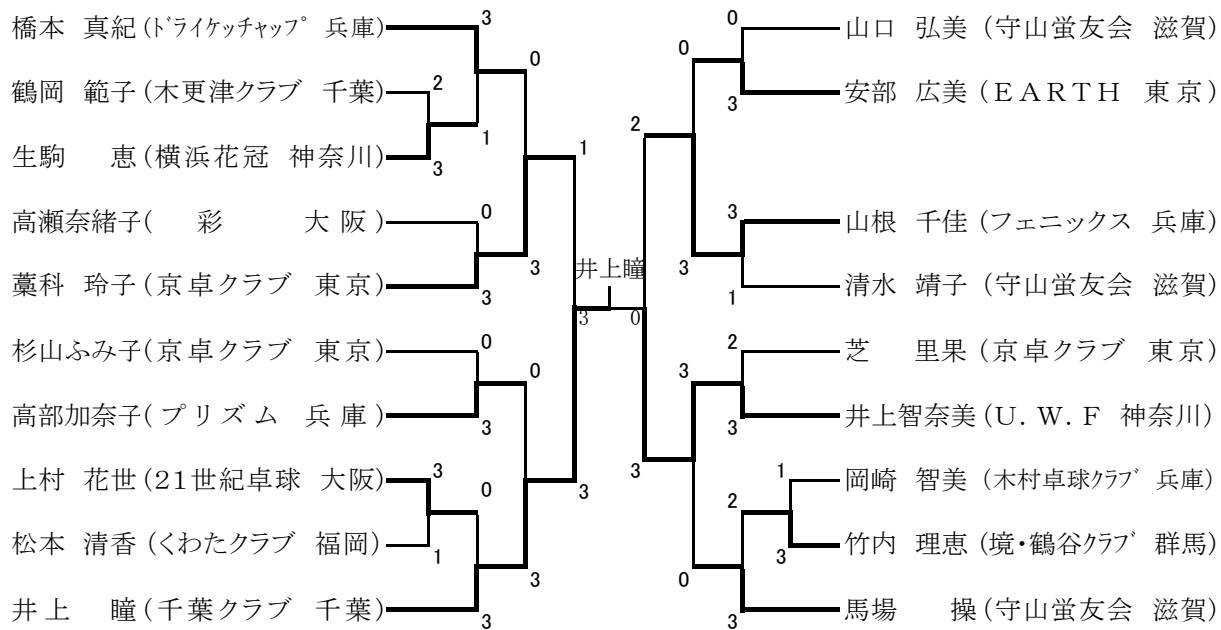 橋本 真紀(ドライケッチャップ 兵庫)
鶴岡 範子(木更津クラブ 千葉)
生駒 恵(横浜花冠 神奈川)
高瀬奈緒子( 彩 大阪)
藁科 玲子(京卓クラブ 東京)
杉山ふみ子(京卓クラブ 東京)
高部加奈子(プリズム 兵庫)
上村 花世(21世紀卓球 大阪)
松本 清香(くわたクラブ 福岡)
井上 瞳(千葉クラブ 千葉)
3
2
3
1
0
0
3
3
1
0
3
0
3
1
0
3
0
3
3
井上瞳
3 0
2
3
0
3
3
0
0
3
3
1
2
3
2
1
3
3
山口 弘美 (守山蛍友会 滋賀)
安部 広美 (EARTH 東京)
山根 千佳 (フェニックス 兵庫)
清水 靖子 (守山蛍友会 滋賀)
芝 里果 (京卓クラブ 東京)
井上智奈美(U.W.F 神奈川)
岡崎 智美 (木村卓球クラブ 兵庫)
竹内 理恵 (境・鶴谷クラブ 群馬)
馬場 操(守山蛍友会 滋賀)